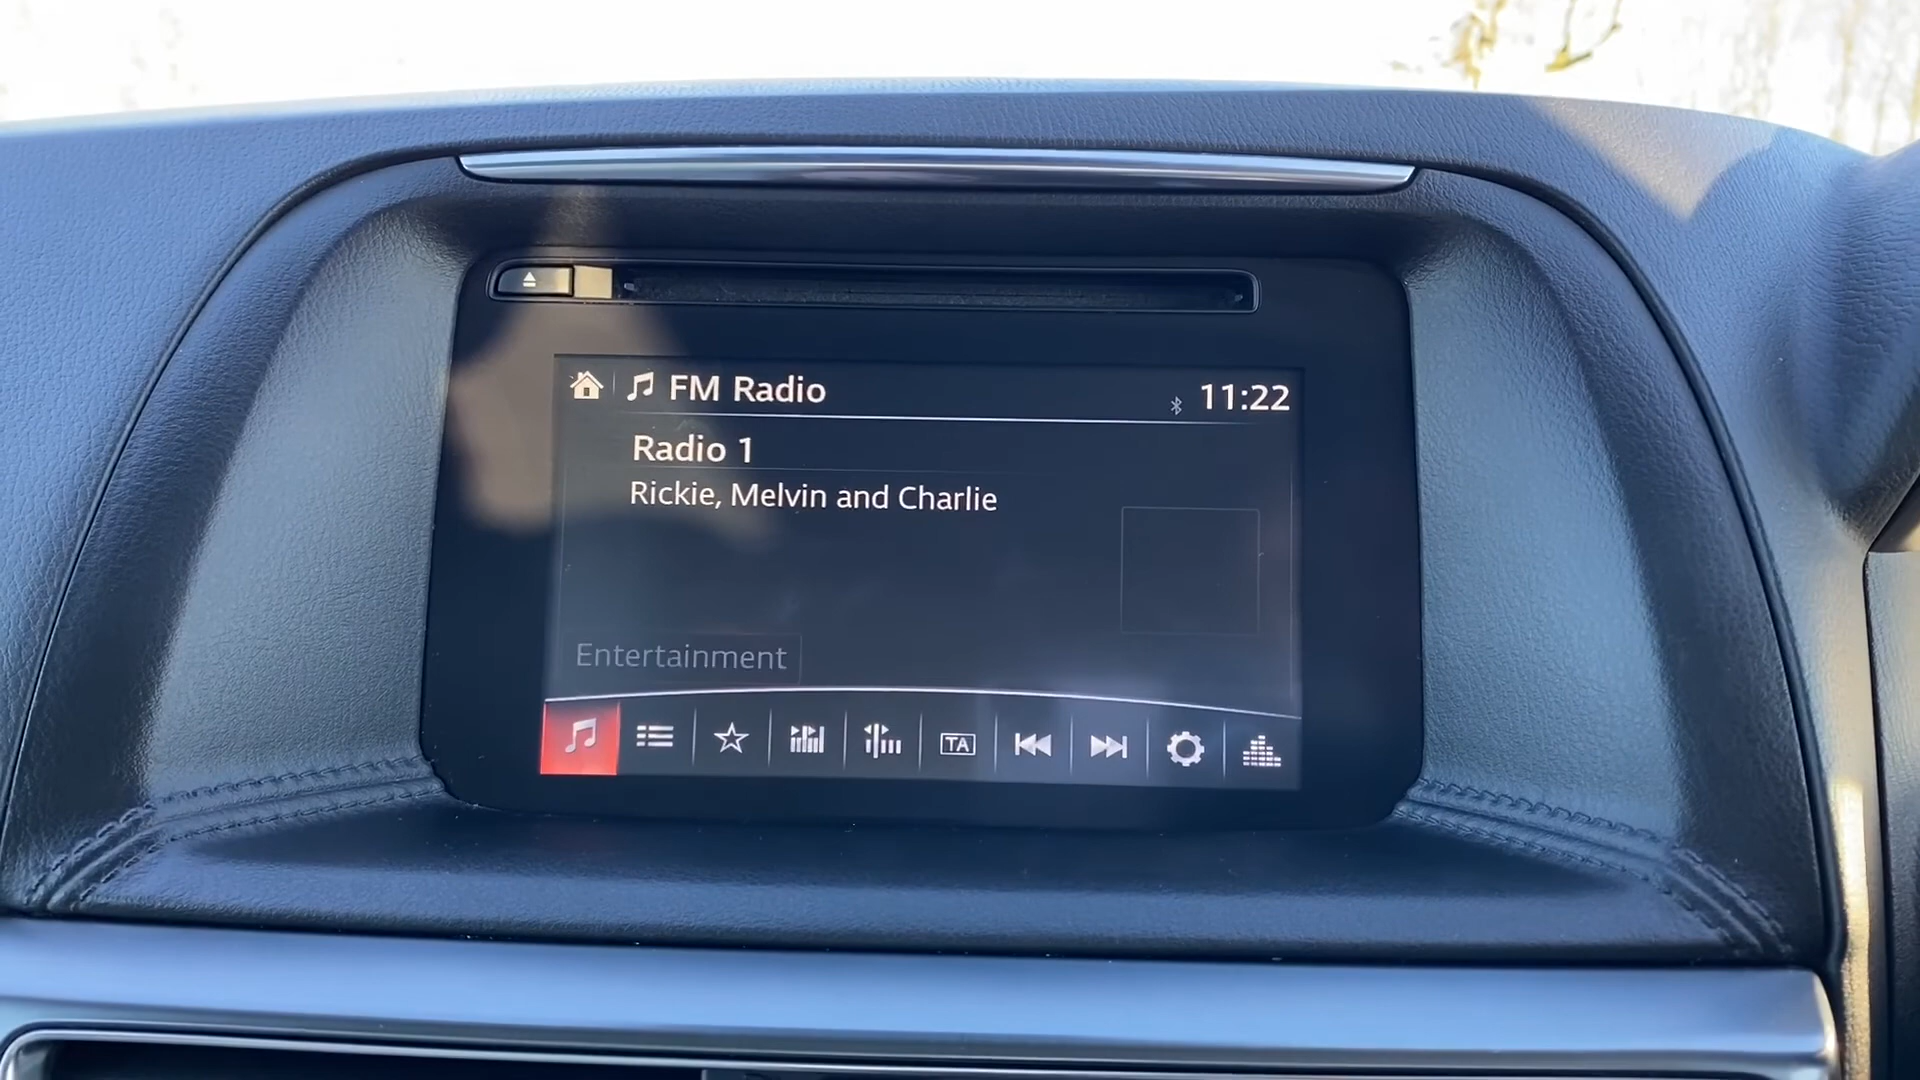 FM Radio
11:22
Radio 1
Rickie, Melvin and Charlie
Entertainment
TA